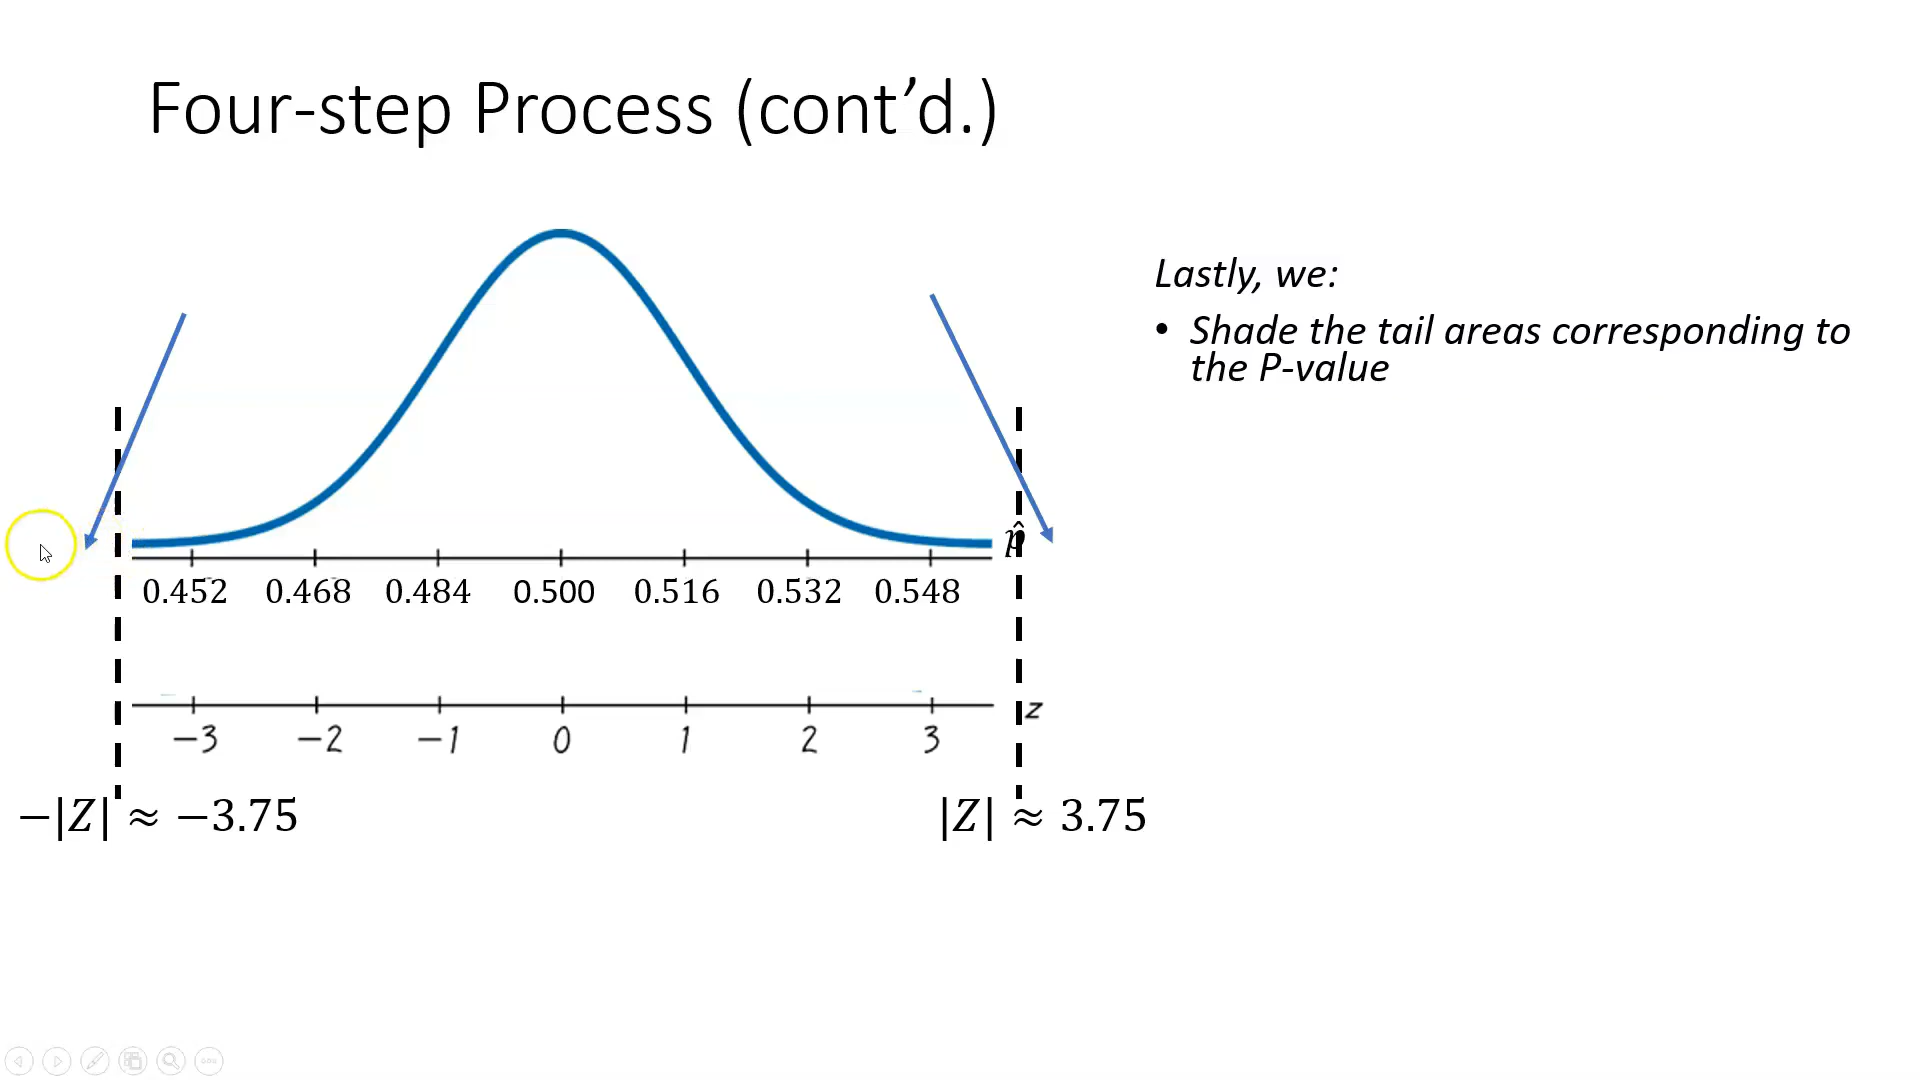 Four-step Process (cont’d.)
Lastly, we:
• Shade the tail areas corresponding to
the P-value
p̂
0.452 0.468 0.484 0.500 0.516 0.532 0.548
z
−3 −2 −1 0 1 2 3
−|Z| ≈ −3.75 |Z| ≈ 3.75